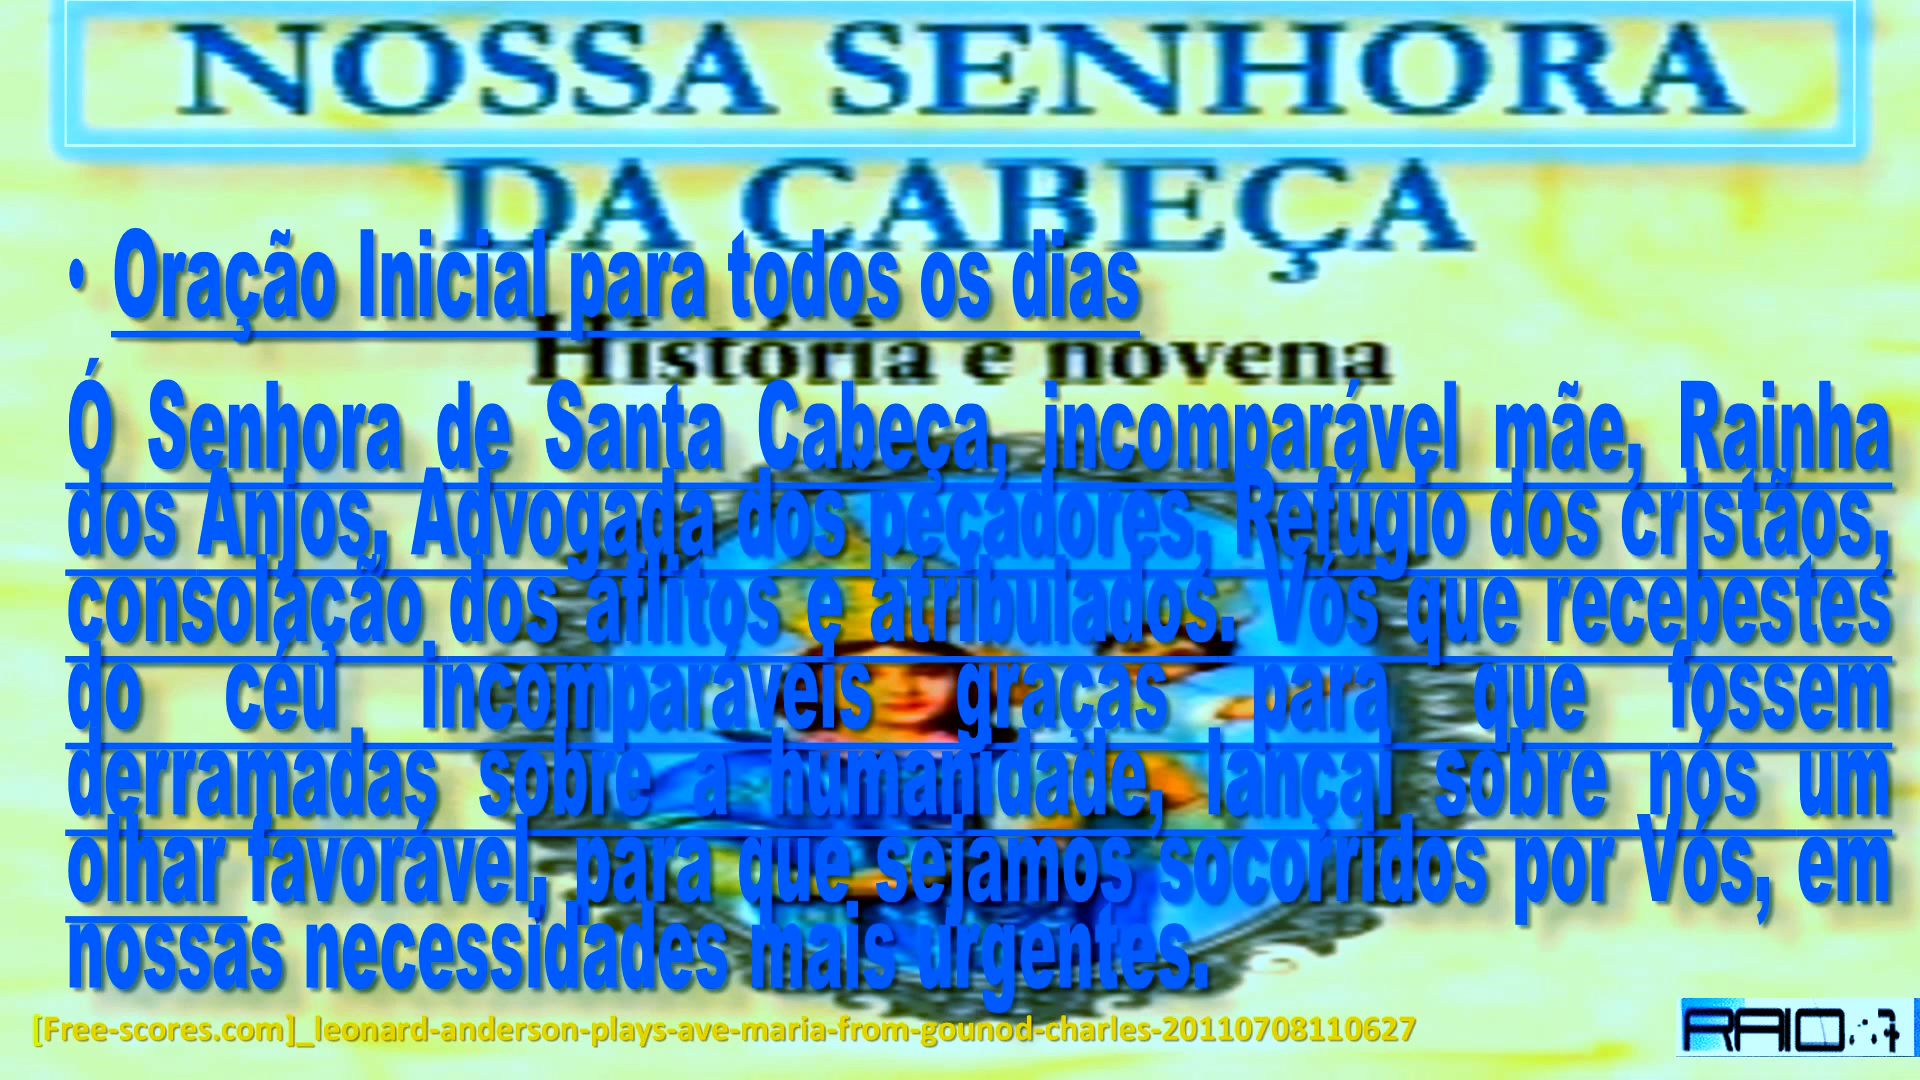 NOSSA SENHORA
DA CABEÇA
• Oração Inicial para todos os dias
História e novena
Ó Senhora de Santa Cabeça, incomparável mãe, Rainha
dos Anjos, Advogada dos pecadores, Refúgio dos cristãos,
consolação dos aflitos e atribulados. Vós que recebestes
do céu incomparáveis graças para que fossem
derramadas sobre a humanidade, lançai sobre nós um
olhar favorável, para que sejamos socorridos por Vós, em
nossas necessidades mais urgentes.
[Free-scores.com]_leonard-anderson-plays-ave-maria-from-gounod-charles-20110708110627
RAIO